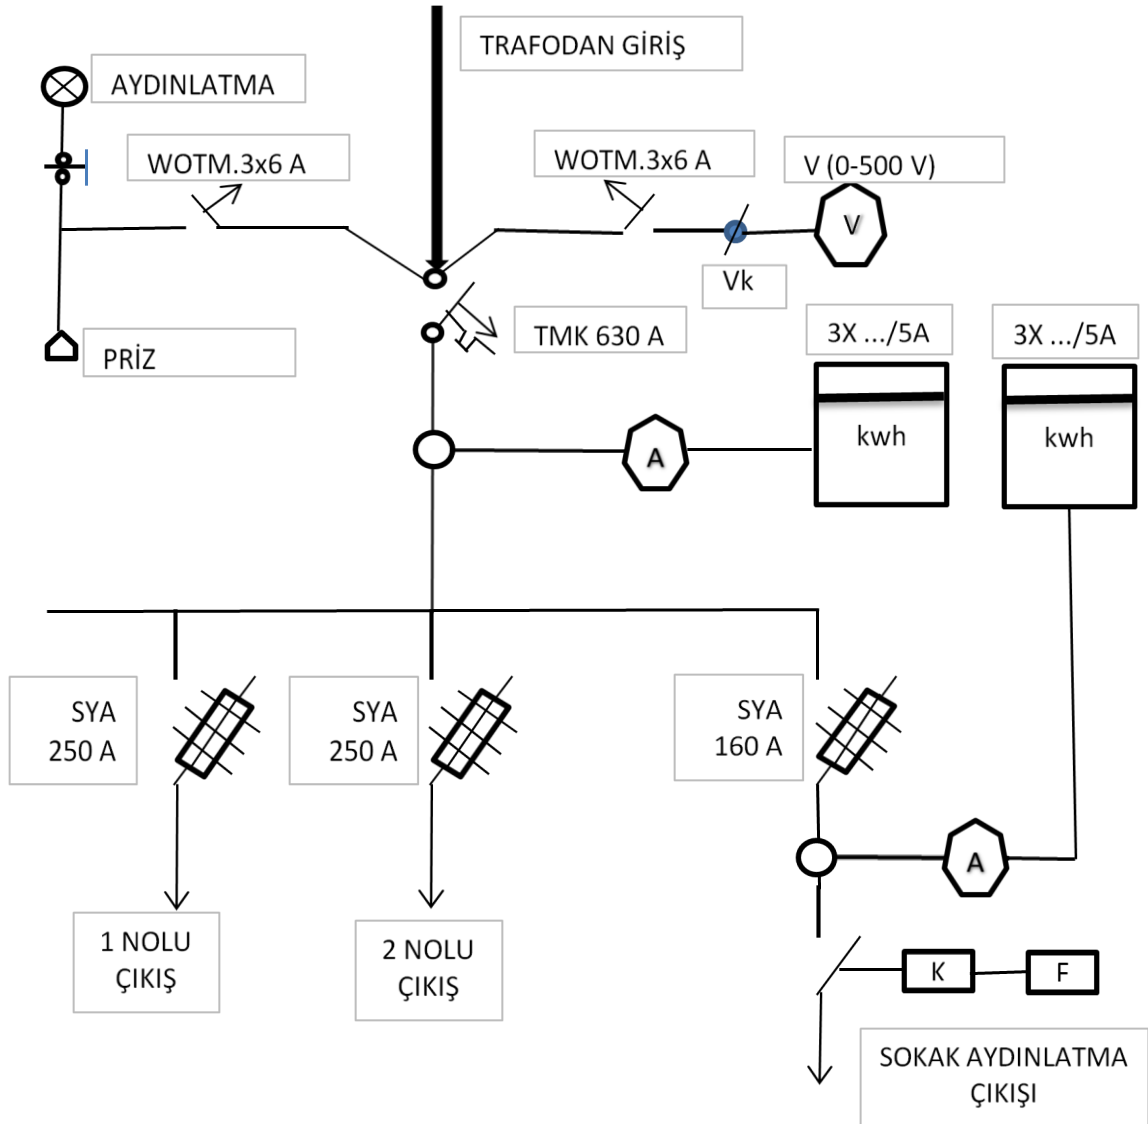 TRAFODAN GİRİŞ
AYDINLATMA
WOTM.3x6 A
WOTM.3x6 A
V (0-500 V)
V
Vk
TMK 630 A
PRİZ
3X .../5A
3X .../5A
kwh
kwh
A
SYA
250 A
SYA
250 A
SYA
160 A
A
1 NOLU
ÇIKIŞ
2 NOLU
ÇIKIŞ
K
F
SOKAK AYDINLATMA
ÇIKIŞI